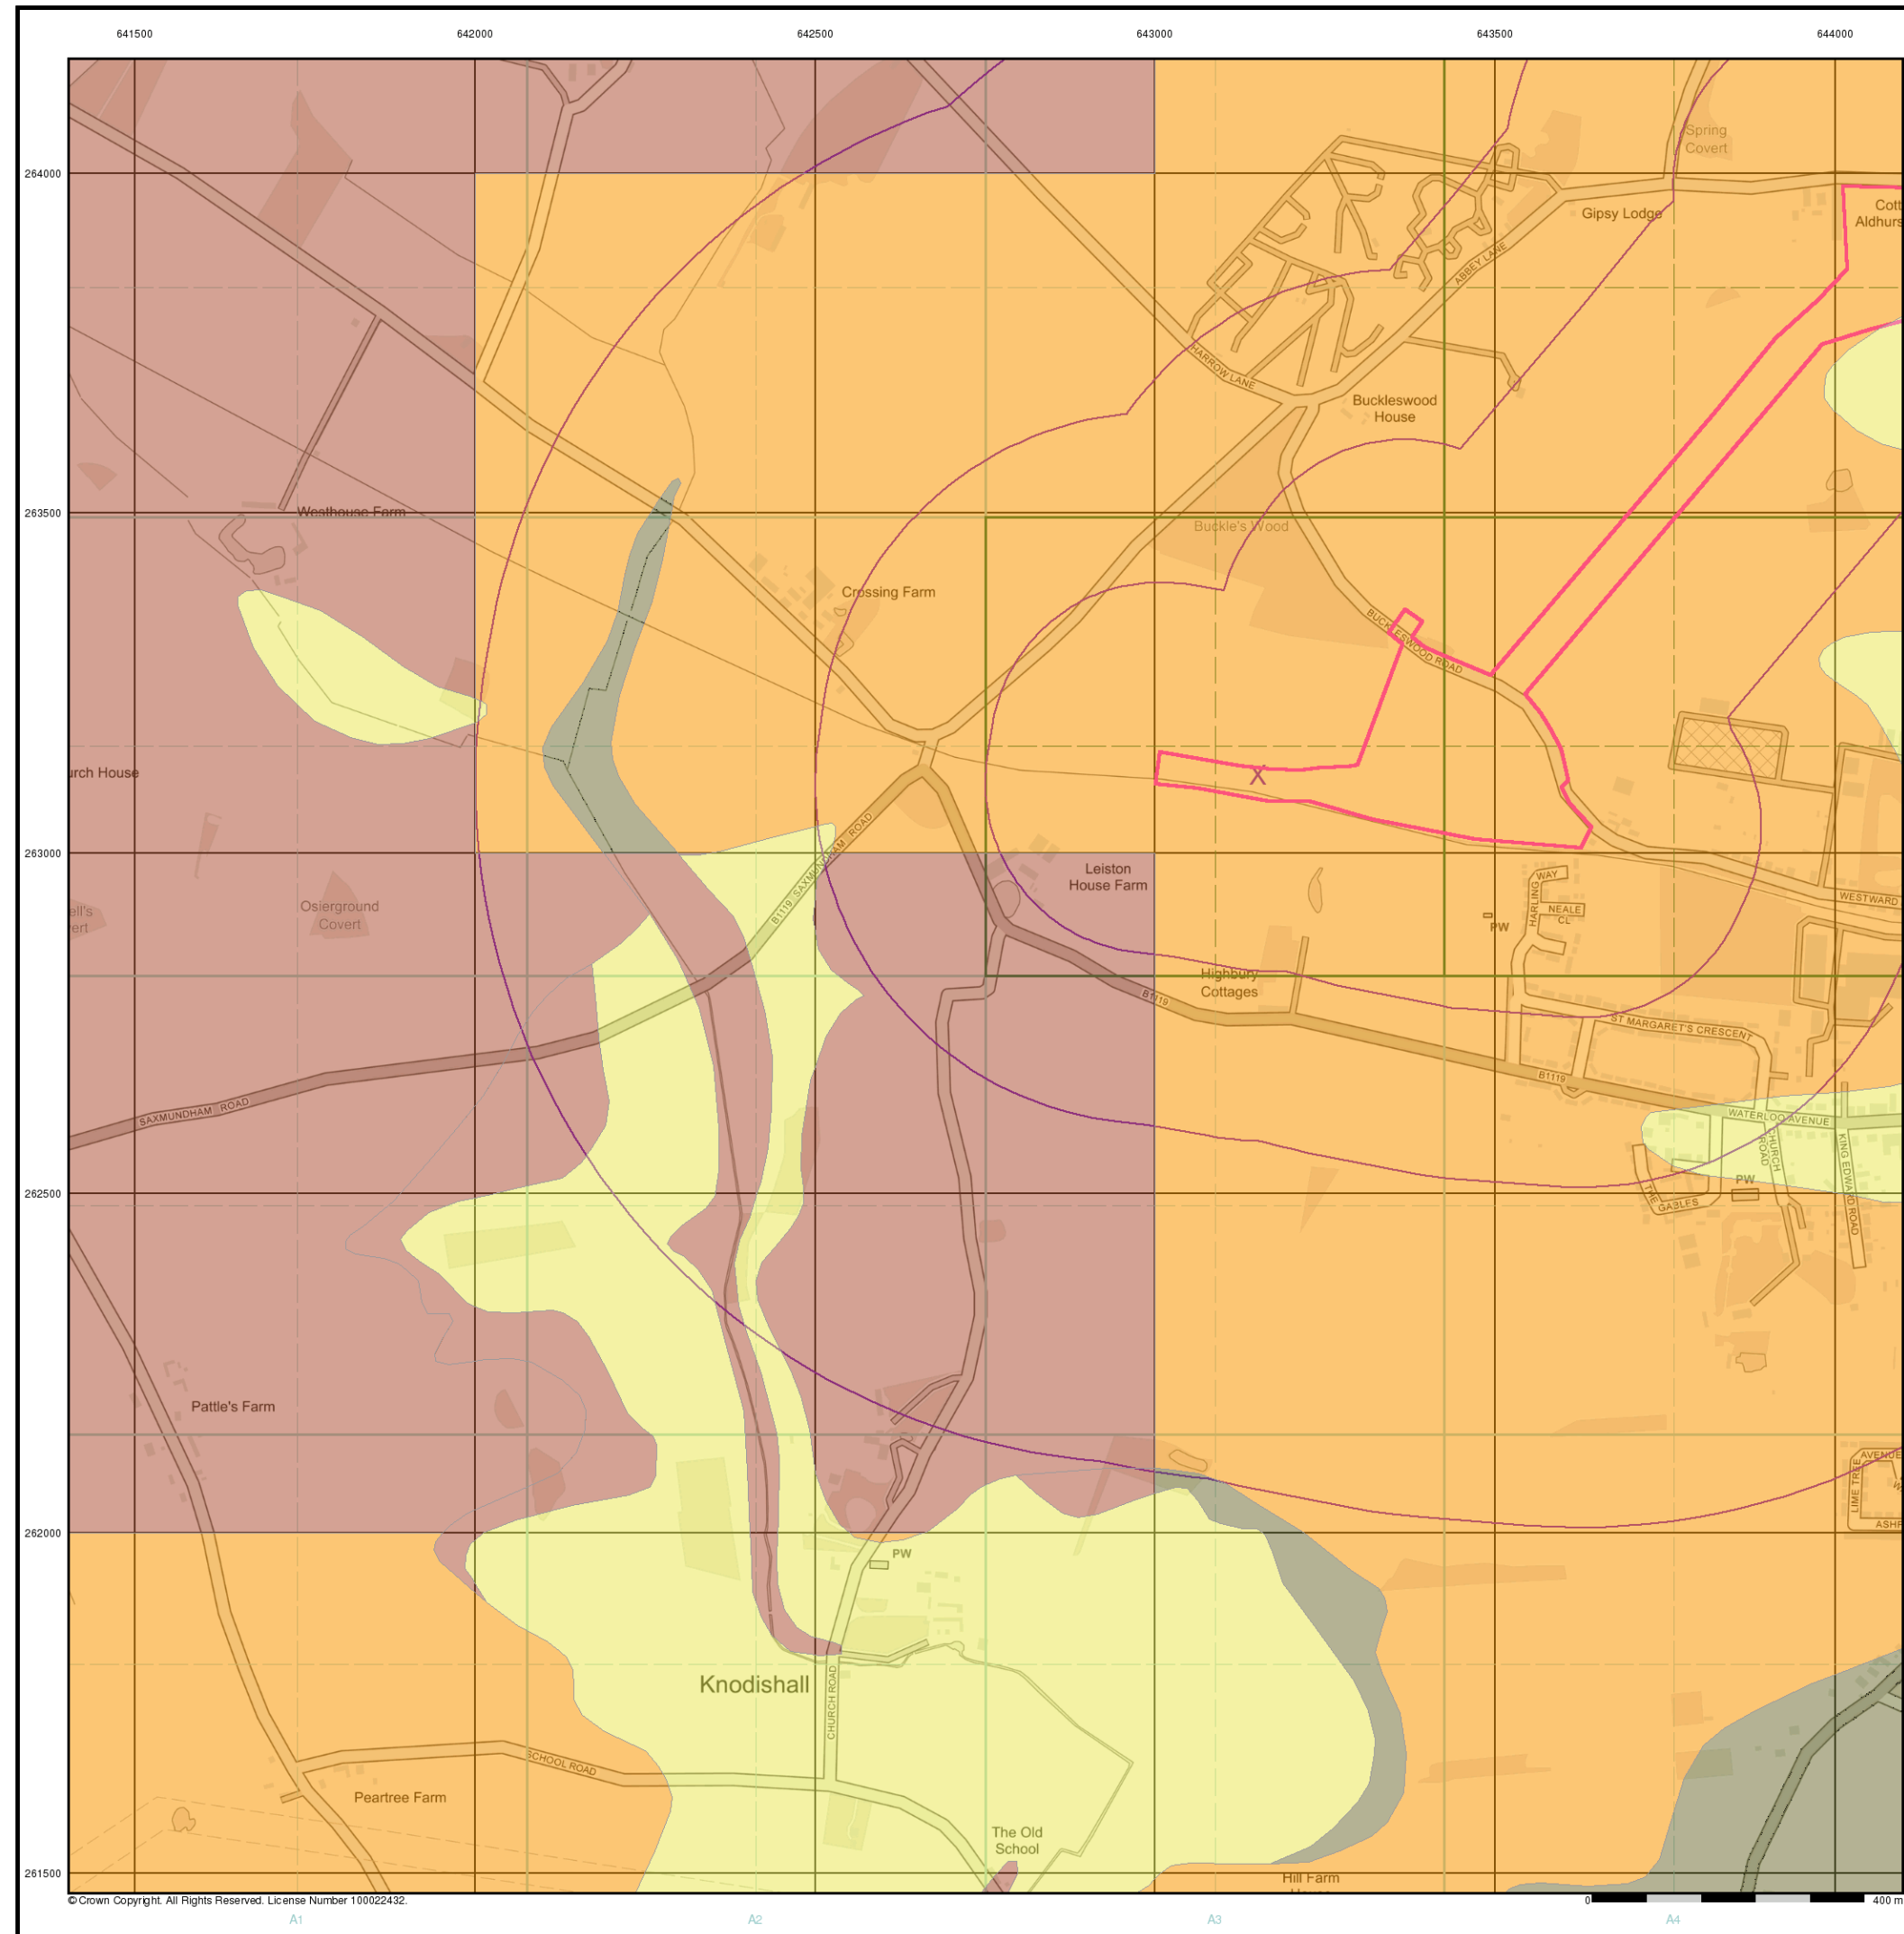 641500 642000 642500 643000 643500 644000
Spring
Covert
264000
Gipsy Lodge
Cott
Aldhurs
ABBEY LANE
HARROW LANE
Buckleswood
House
263500
Westhouse Farm
Buckle's Wood
Crossing Farm
BUCKLESWOOD ROAD
urch House
X
B1119 SAXMUNDHAM ROAD
263000
Leiston
House Farm
HARLING WAY
NEALE
CL
WESTWARD
PW
ell's
ert
Osierground
Covert
Highbury
Cottages
B1119
ST MARGARET'S CRESCENT
B1119
SAXMUNDHAM ROAD
WATERLOO AVENUE
CHURCH
ROAD
KING EDWARD ROAD
PW
262500
THE
GABLES
Pattle's Farm
AVENUE
LIME TREE
W
ASHF
262000
PW
Knodishall
CHURCH ROAD
SCHOOL ROAD
Peartree Farm
The Old
School
261500
Hill Farm
© Crown Copyright. All Rights Reserved. License Number 100022432.
0 400 m
A1 A2 A3 A4